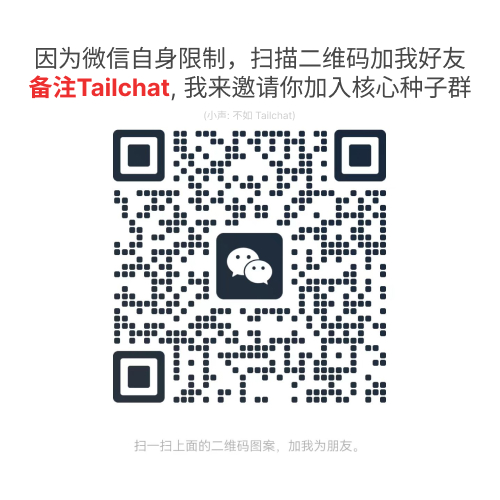 因为微信自身限制，扫描二维码加我好友
备注Tailchat, 我来邀请你加入核心种子群
(小声: 不如 Tailchat)
扫一扫上面的二维码图案，加我为朋友。